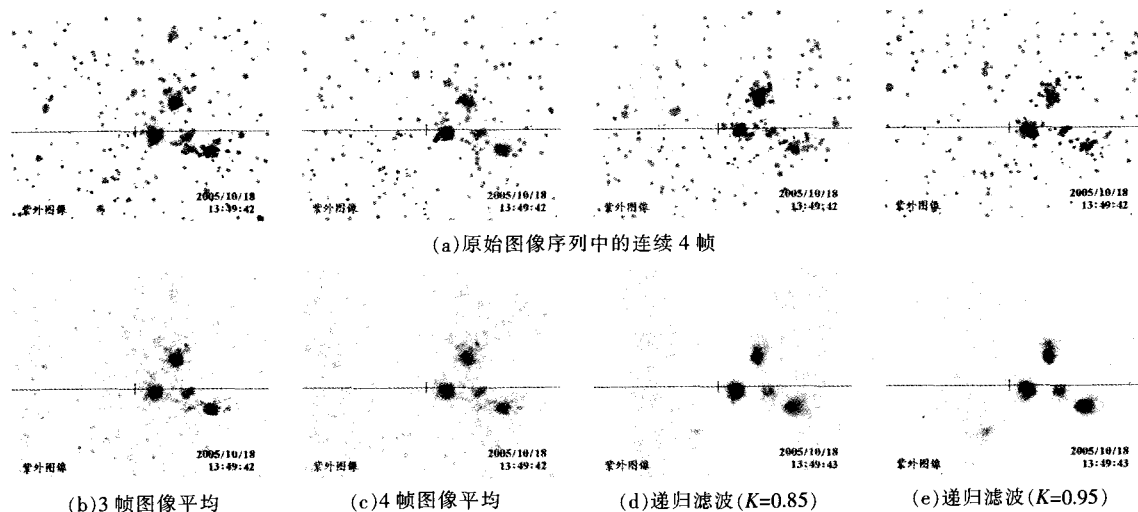 2005/10/18
紫外图像 13:49:42
2005/10/18
紫外图像 13:49:42
2005/10/18
紫外图像 13:49:42
2005/10/18
紫外图像 13:49:42
(a)原始图像序列中的连续 4 帧
2005/10/18
紫外图像 13:49:42
2005/10/18
紫外图像 13:49:42
2005/10/18
紫外图像 13:49:43
2005/10/18
紫外图像 13:49:43
(b)3 帧图像平均
(c)4 帧图像平均
(d)递归滤波(K=0.85)
(e)递归滤波(K=0.95)